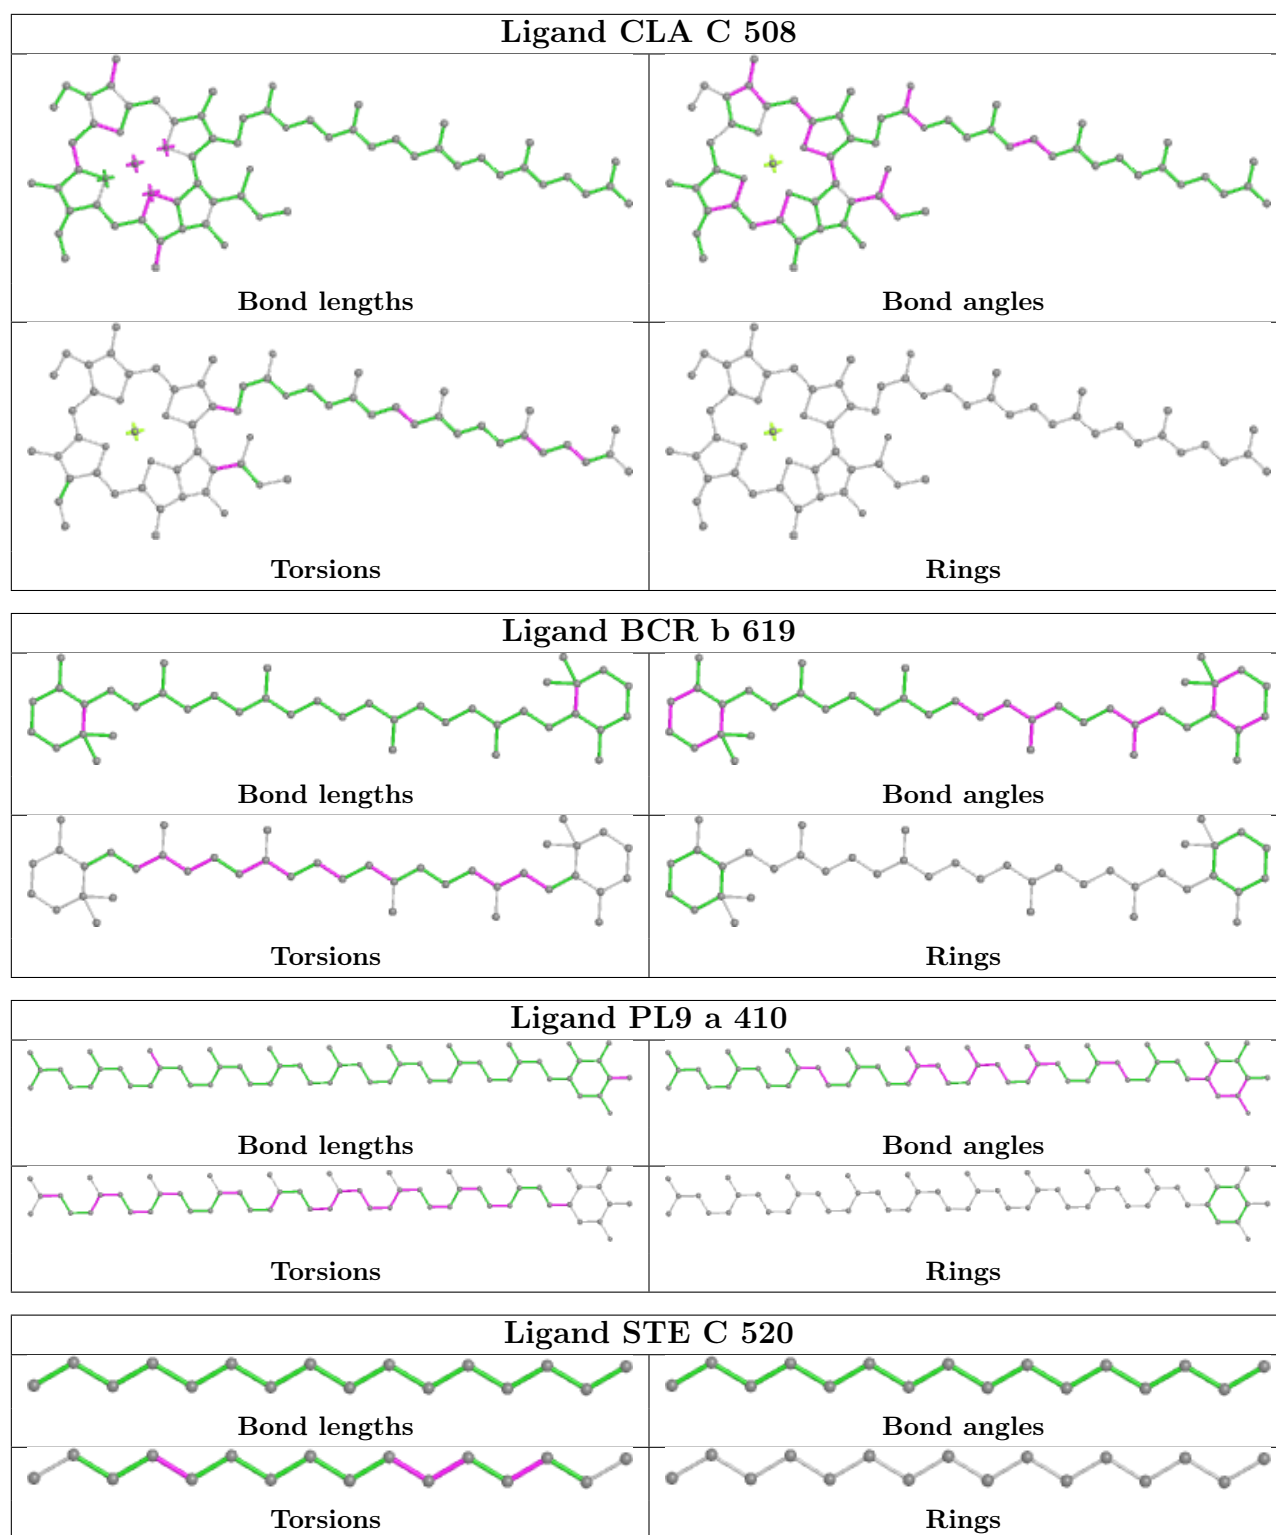 Ligand CLA C 508
Bond lengths
Bond angles
Torsions
Rings
Ligand BCR b 619
Bond lengths
Bond angles
Torsions
Rings
Ligand PL9 a 410
Bond lengths
Bond angles
Torsions
Rings
Ligand STE C 520
Bond lengths
Bond angles
Torsions
Rings